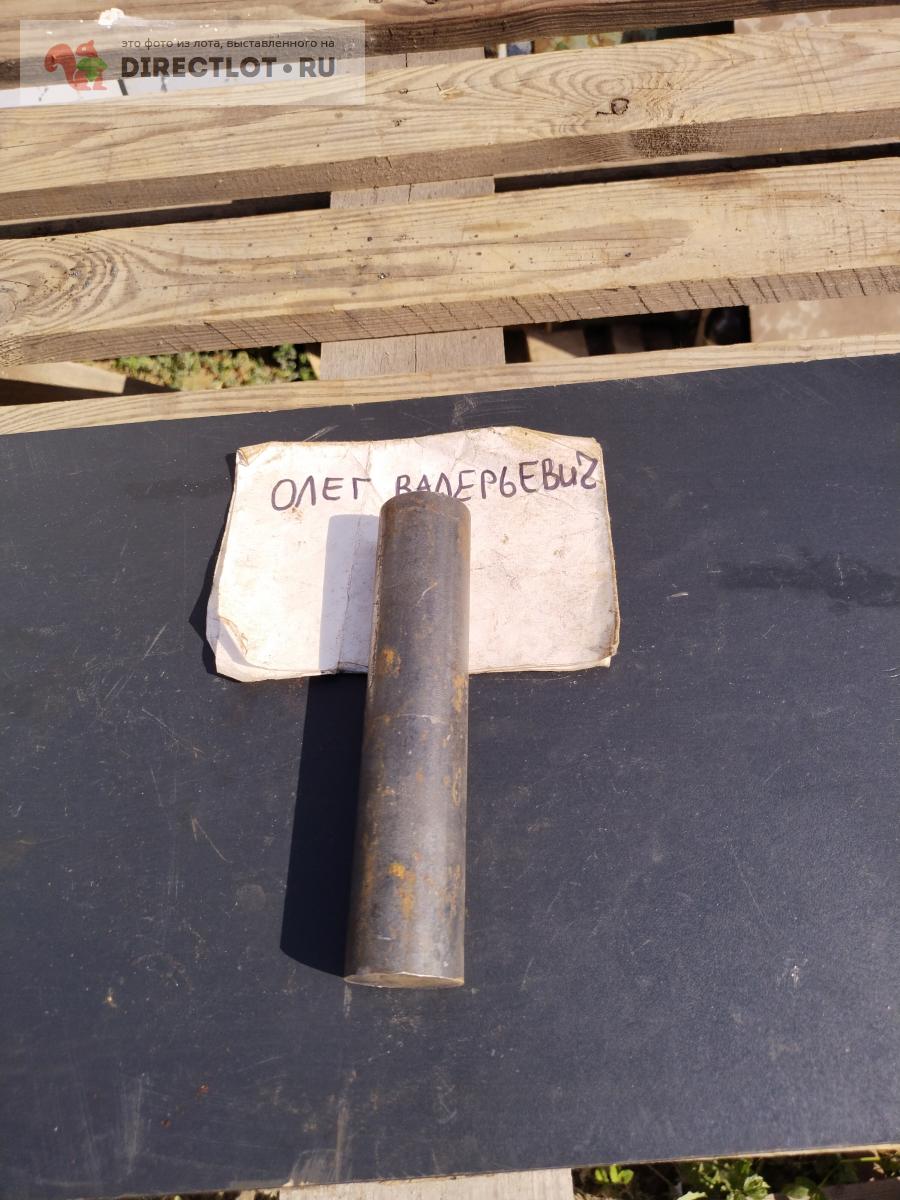 это фото из лота, выставленного на
DIRECTLOT•RU
ОЛЕГ ВАЛЕРЬЕВИЧ